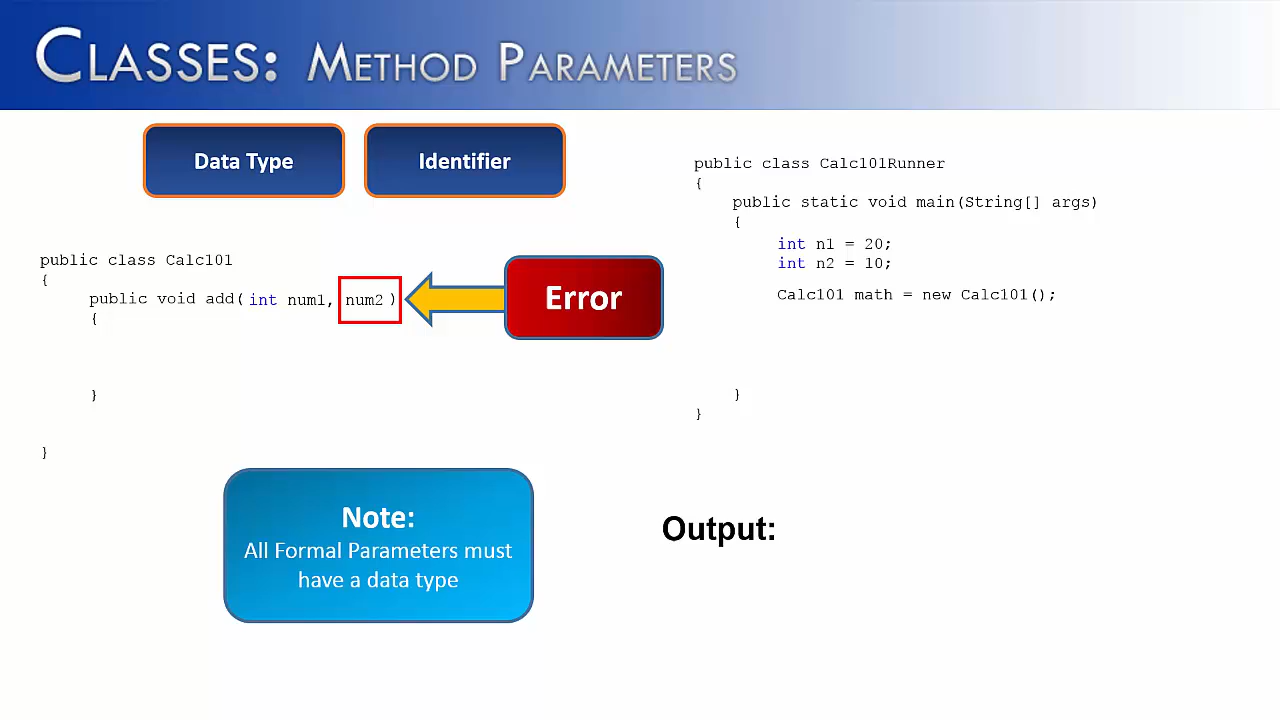 CLASSES: METHOD PARAMETERS
Data Type
Identifier
public class Calc101
{
public void add( int num1, num2 )
{
}
}
Error
Note:
All Formal Parameters must
have a data type
public class Calc101Runner
{
public static void main(String[] args)
{
int n1 = 20;
int n2 = 10;
Calc101 math = new Calc101();
}
}
Output: